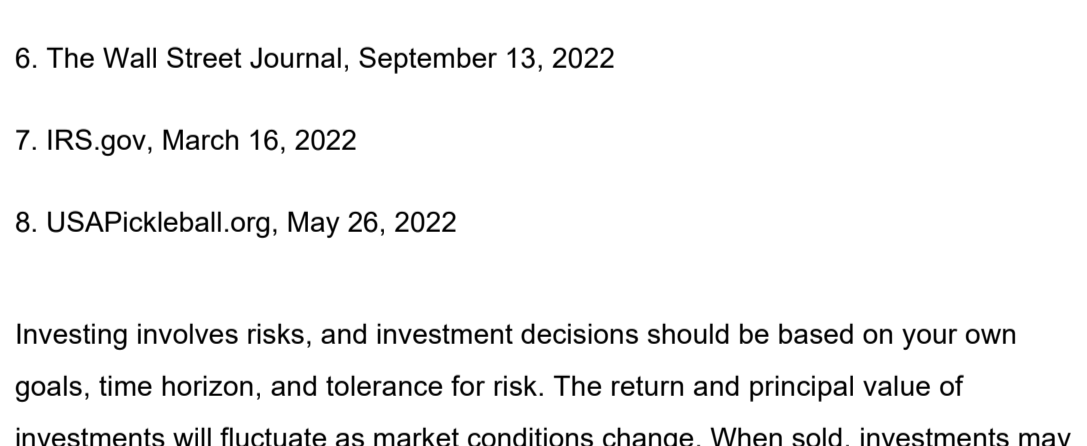 6. The Wall Street Journal, September 13, 2022
7. IRS.gov, March 16, 2022
8. USAPickleball.org, May 26, 2022
Investing involves risks, and investment decisions should be based on your own
goals, time horizon, and tolerance for risk. The return and principal value of
investments will fluctuate as market conditions change. When sold, investments may